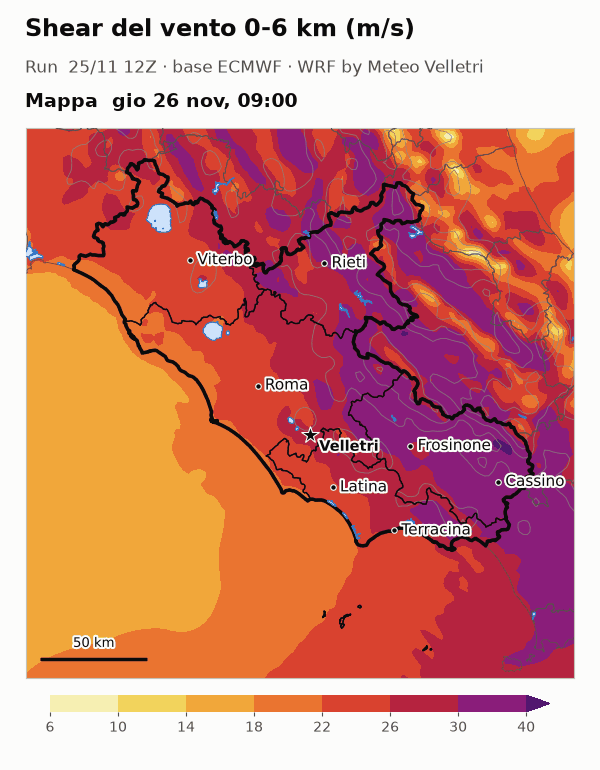 Shear del vento 0-6 km (m/s)
Run  25/11 12Z · base ECMWF · WRF by Meteo Velletri
Mappa  gio 26 nov, 09:00
Viterbo
Rieti
Roma
Velletri
Frosinone
Latina
Cassino
Terracina
50 km
6 10 14 18 22 26 30 40